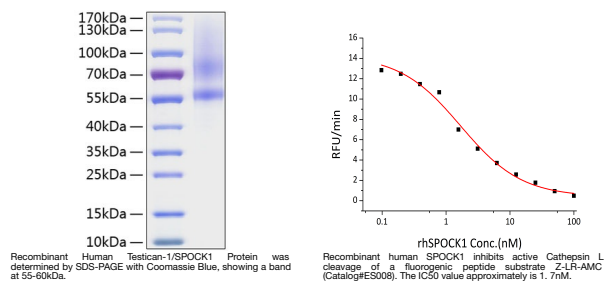 170kDa
130kDa
100kDa
70kDa
55kDa
40kDa
35kDa
25kDa
15kDa
10kDa
Recombinant Human Testican-1/SPOCK1 Protein was
determined by SDS-PAGE with Coomassie Blue, showing a band
at 55-60kDa.
16
14
12
10
8
6
4
2
0
RFU/min
0.1 1 10 100
rhSPOCK1 Conc.(nM)
Recombinant human SPOCK1 inhibits active Cathepsin L
cleavage of a fluorogenic peptide substrate Z-LR-AMC
(Catalog#ES008). The IC50 value approximately is 1. 7nM.